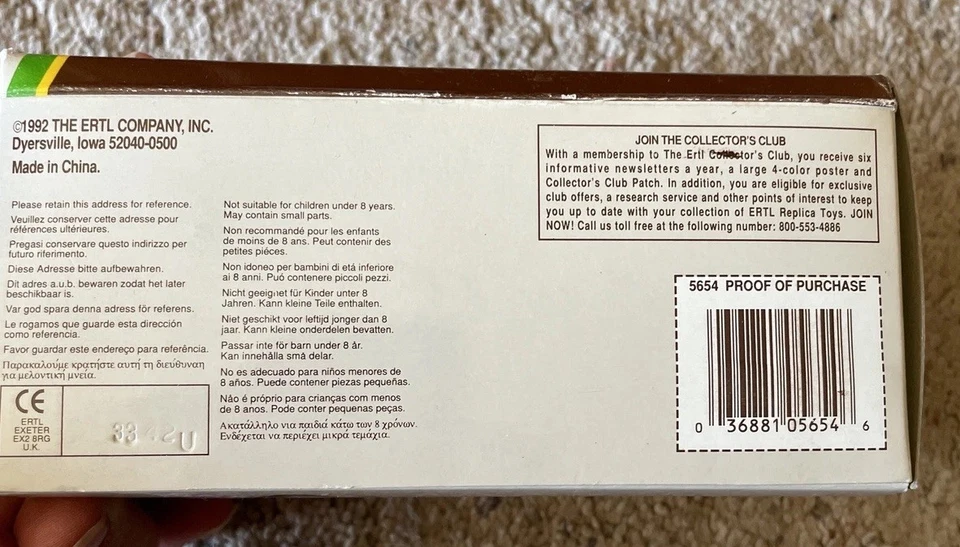 ©1992 THE ERTL COMPANY, INC.
Dyersville, Iowa 52040-0500
Made in China.
Please retain this address for reference.
Veuillez conserver cette adresse pour
références ultérieures.
Pregasi conservare questo indirizzo per
futuro riferimento.
Diese Adresse bitte aufbewahren.
Dit adres a.u.b. bewaren zodat het later
beschikbaar is.
Var god spara denna adress för referens.
Le rogamos que guarde esta dirección
como referencia.
Favor guardar este endereço para referência.
Παρακαλούμε κρατήστε αυτή τη διεύθυναη
για μελοντική μνεία.
CE
ERTL
EXETER
EX2 8RG
U.K.
33 U
Not suitable for children under 8 years.
May contain small parts.
Non recommandé pour les enfants
de moins de 8 ans. Peut contenir des
petites piéces.
Non idoneo per bambini di etá inferiore
ai 8 anni. Puó contenere piccoli pezzi.
Nicht geeignet für Kinder unter 8
Jahren. Kann kleine Teile enthalten.
Niet geschikt voor leftijd jonger dan 8
jaar. Kann kleine onderdelen bevatten.
Passar inte för barn under 8 år.
Kan innehålla små delar.
No es adecuado para niños menores de
8 años. Puede contener piezas pequeñas.
Nâo é próprio para crianças com menos
de 8 anos. Pode conter pequenas peças.
Ακατάλληλο νια παιδιά κάτω των 8 χρόνων.
Ενδέχεται να περιέχει μικρά τεμάχια.
JOIN THE COLLECTOR'S CLUB
With a membership to The Ertl Collector's Club, you receive six
informative newsletters a year, a large 4-color poster and
Collector's Club Patch. In addition, you are eligible for exclusive
club offers, a research service and other points of interest to keep
you up to date with your collection of ERTL Replica Toys. JOIN
NOW! Call us toll free at the following number: 800-553-4886
5654 PROOF OF PURCHASE
0 36881 05654 6